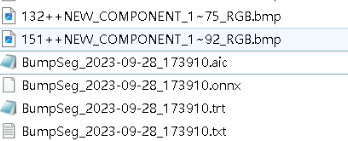 132++NEW_COMPONENT_1~75_RGB.bmp
151++NEW_COMPONENT_1~92_RGB.bmp
BumpSeg_2023-09-28_173910.aic
BumpSeg_2023-09-28_173910.onnx
BumpSeg_2023-09-28_173910.trt
BumpSeg_2023-09-28_173910.txt